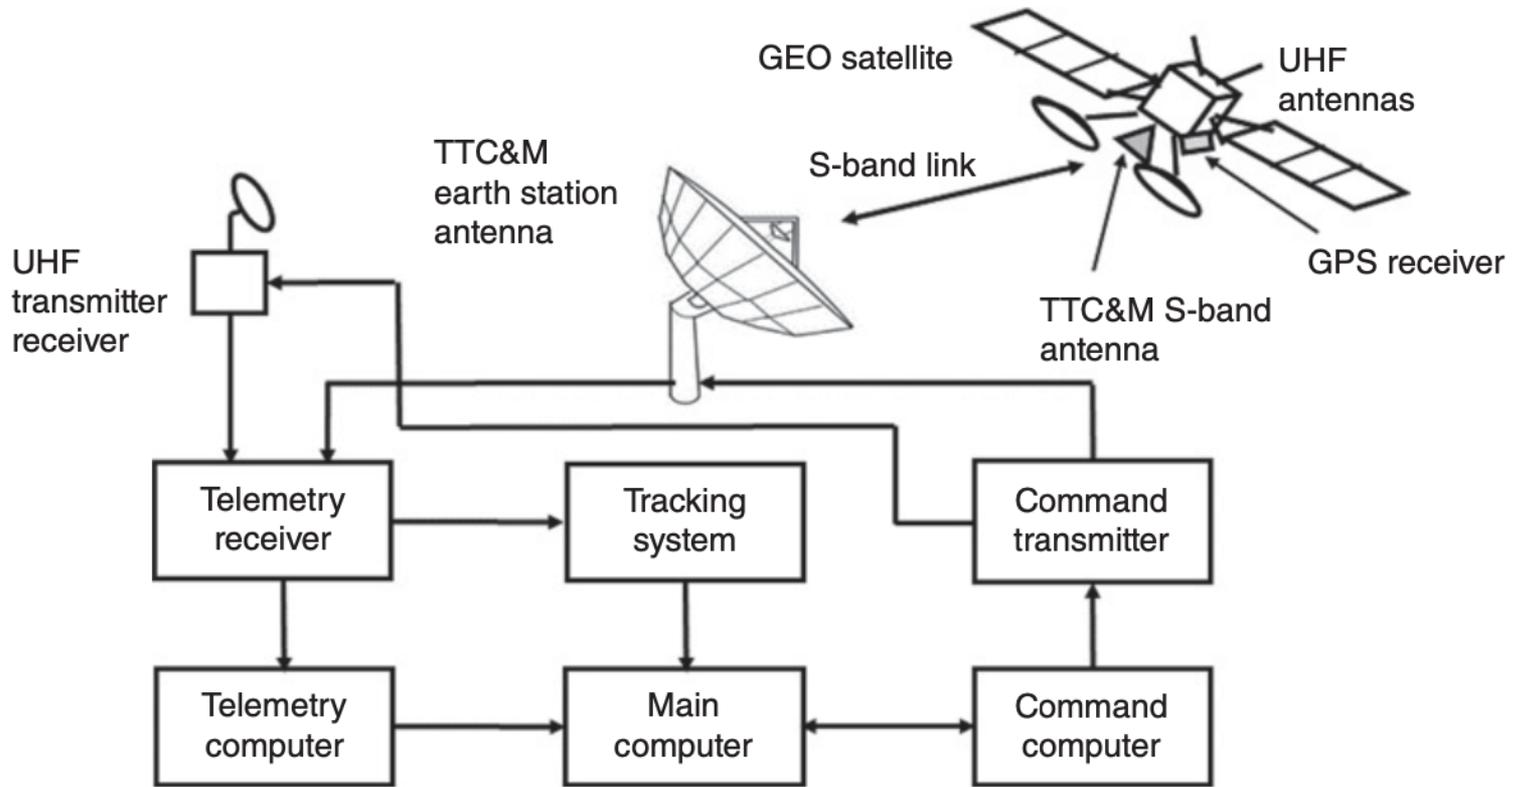 GEO satellite
UHF
antennas
TTC&M
earth station
antenna
S-band link
UHF
transmitter
receiver
GPS receiver
TTC&M S-band
antenna
Telemetry
receiver
Tracking
system
Command
transmitter
Telemetry
computer
Main
computer
Command
computer